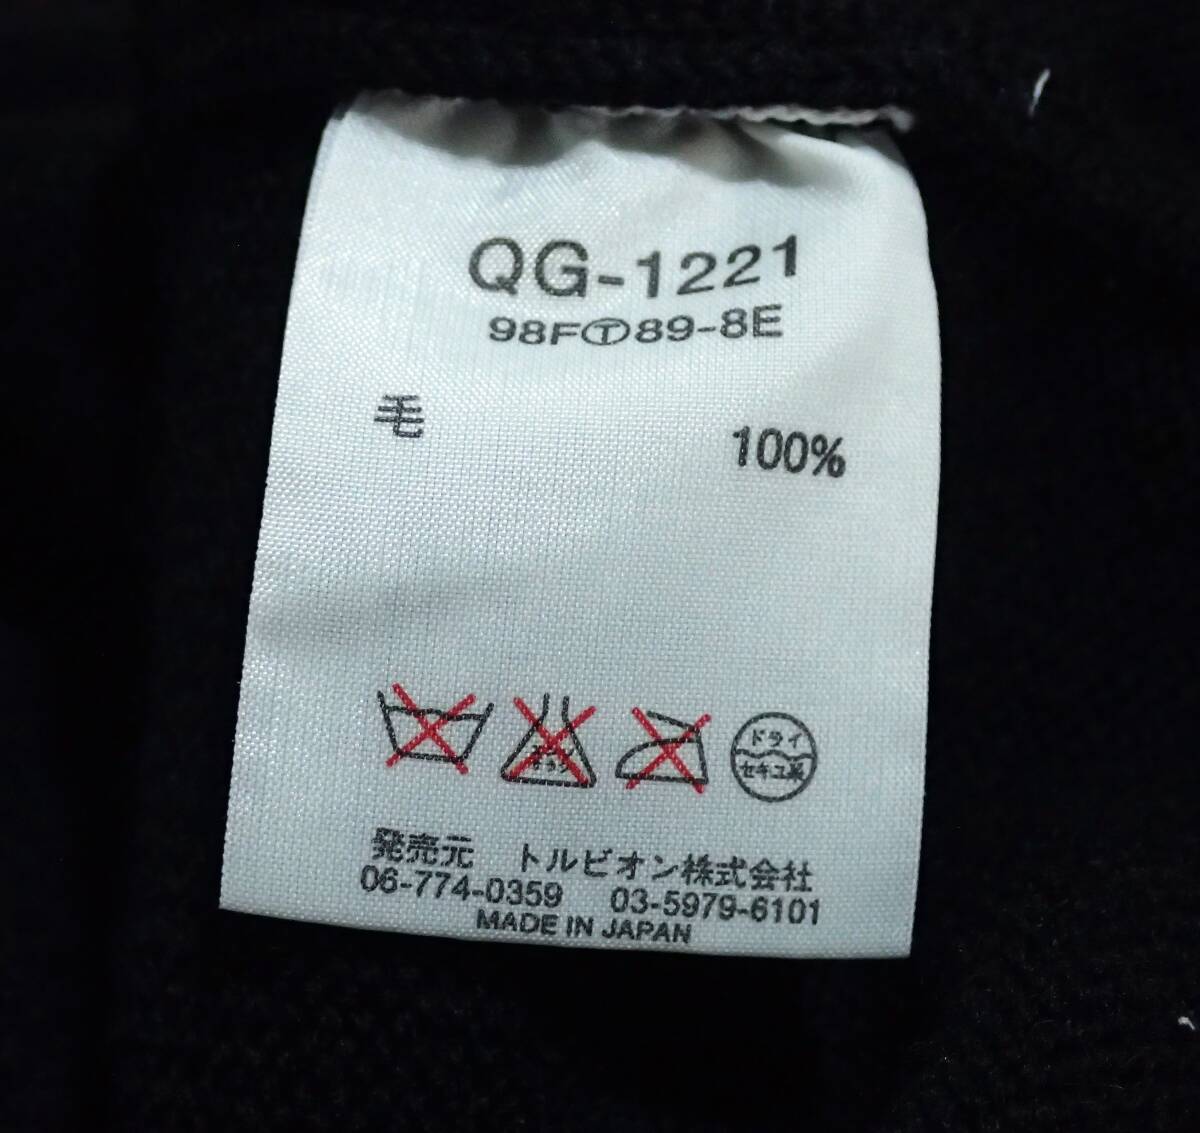 QG-1221
98FⓉ89-8E
毛 100%
ドライ
セキユ系
発売元 トルビオン株式会社
06-774-0359 03-5979-6101
MADE IN JAPAN